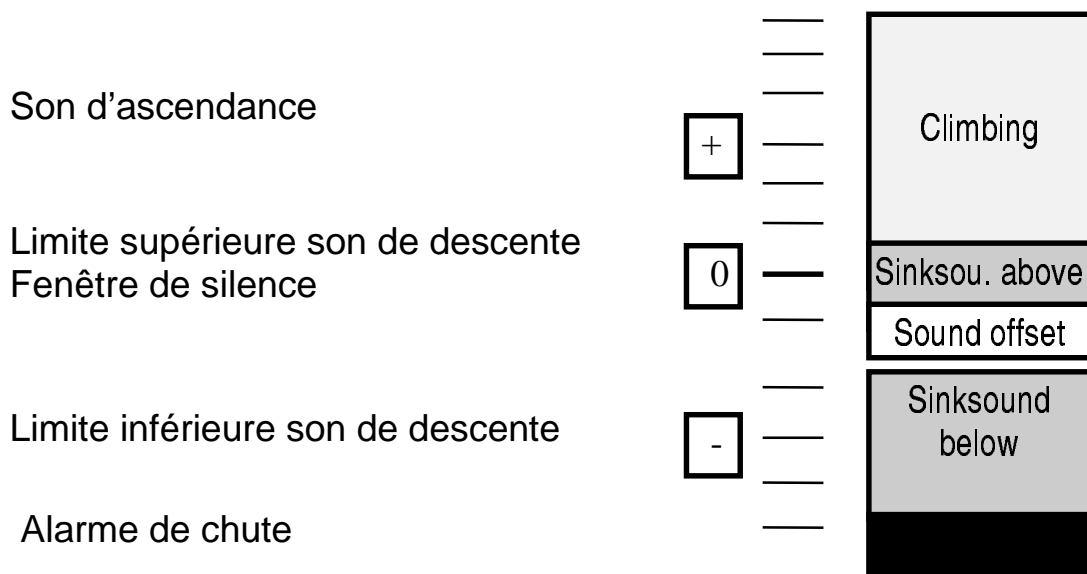 Son d'ascendance
+
Climbing
Limite supérieure son de descente
Fenêtre de silence
0
Sinksou. above
Sound offset
Sinksound
below
Limite inférieure son de descente
-
Alarme de chute